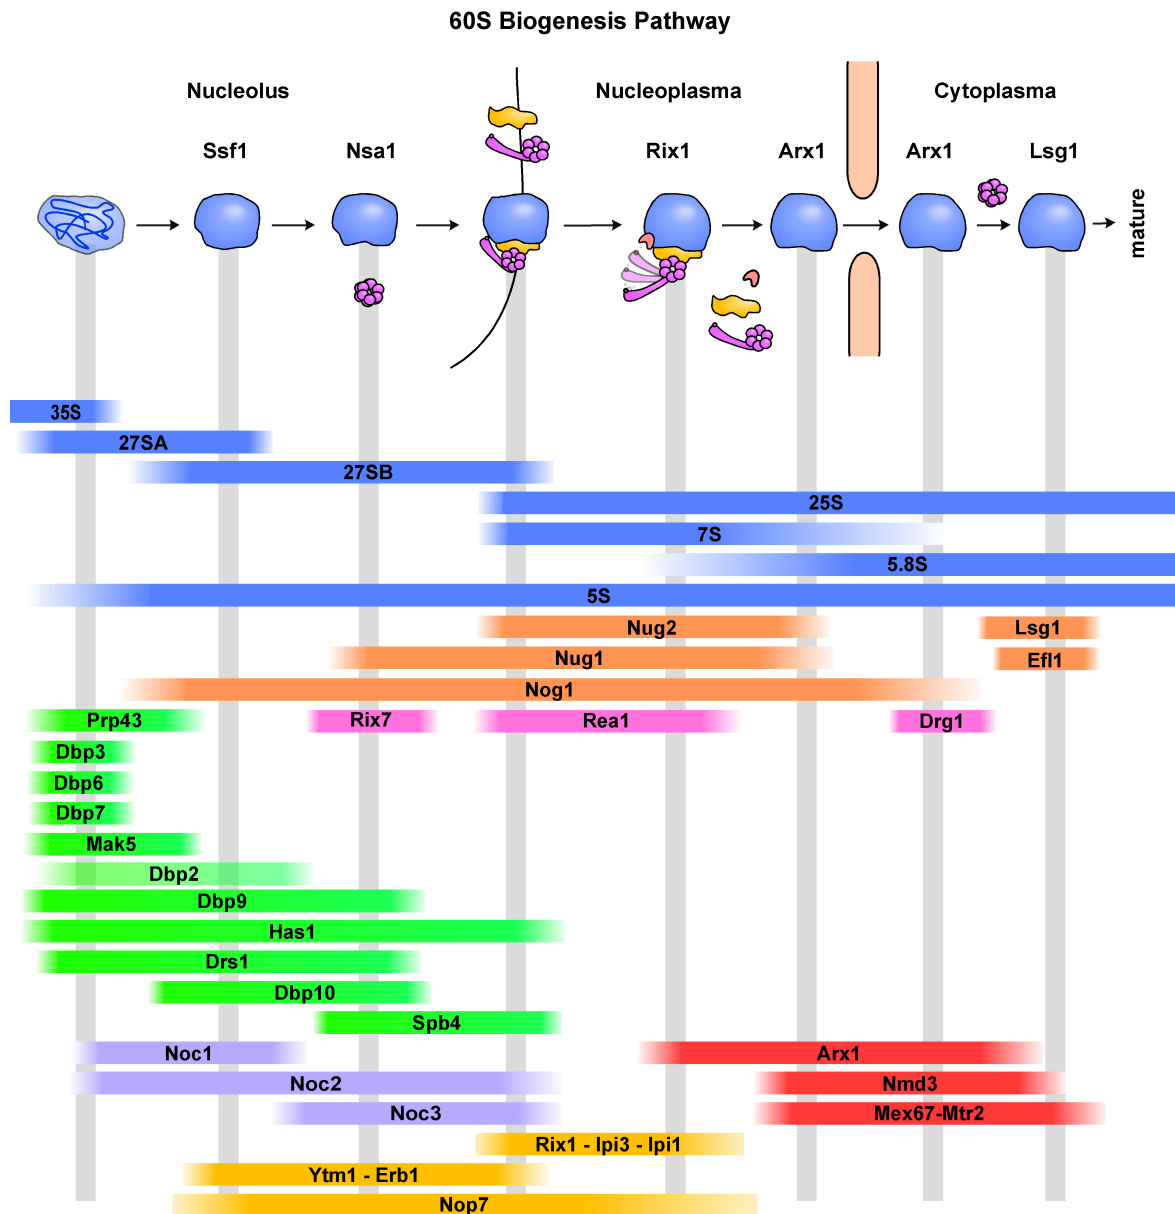 60S Biogenesis Pathway
Nucleolus
Nucleoplasma
Cytoplasma
Ssf1
Nsa1
Rix1
Arx1
Arx1
Lsg1
mature
35S
27SA
27SB
25S
7S
5.8S
5S
Nug2
Lsg1
Nug1
Efl1
Nog1
Prp43
Rix7
Rea1
Drg1
Dbp3
Dbp6
Dbp7
Mak5
Dbp2
Dbp9
Has1
Drs1
Dbp10
Spb4
Noc1
Arx1
Noc2
Nmd3
Noc3
Mex67-Mtr2
Rix1 - Ipi3 - Ipi1
Ytm1 - Erb1
Nop7